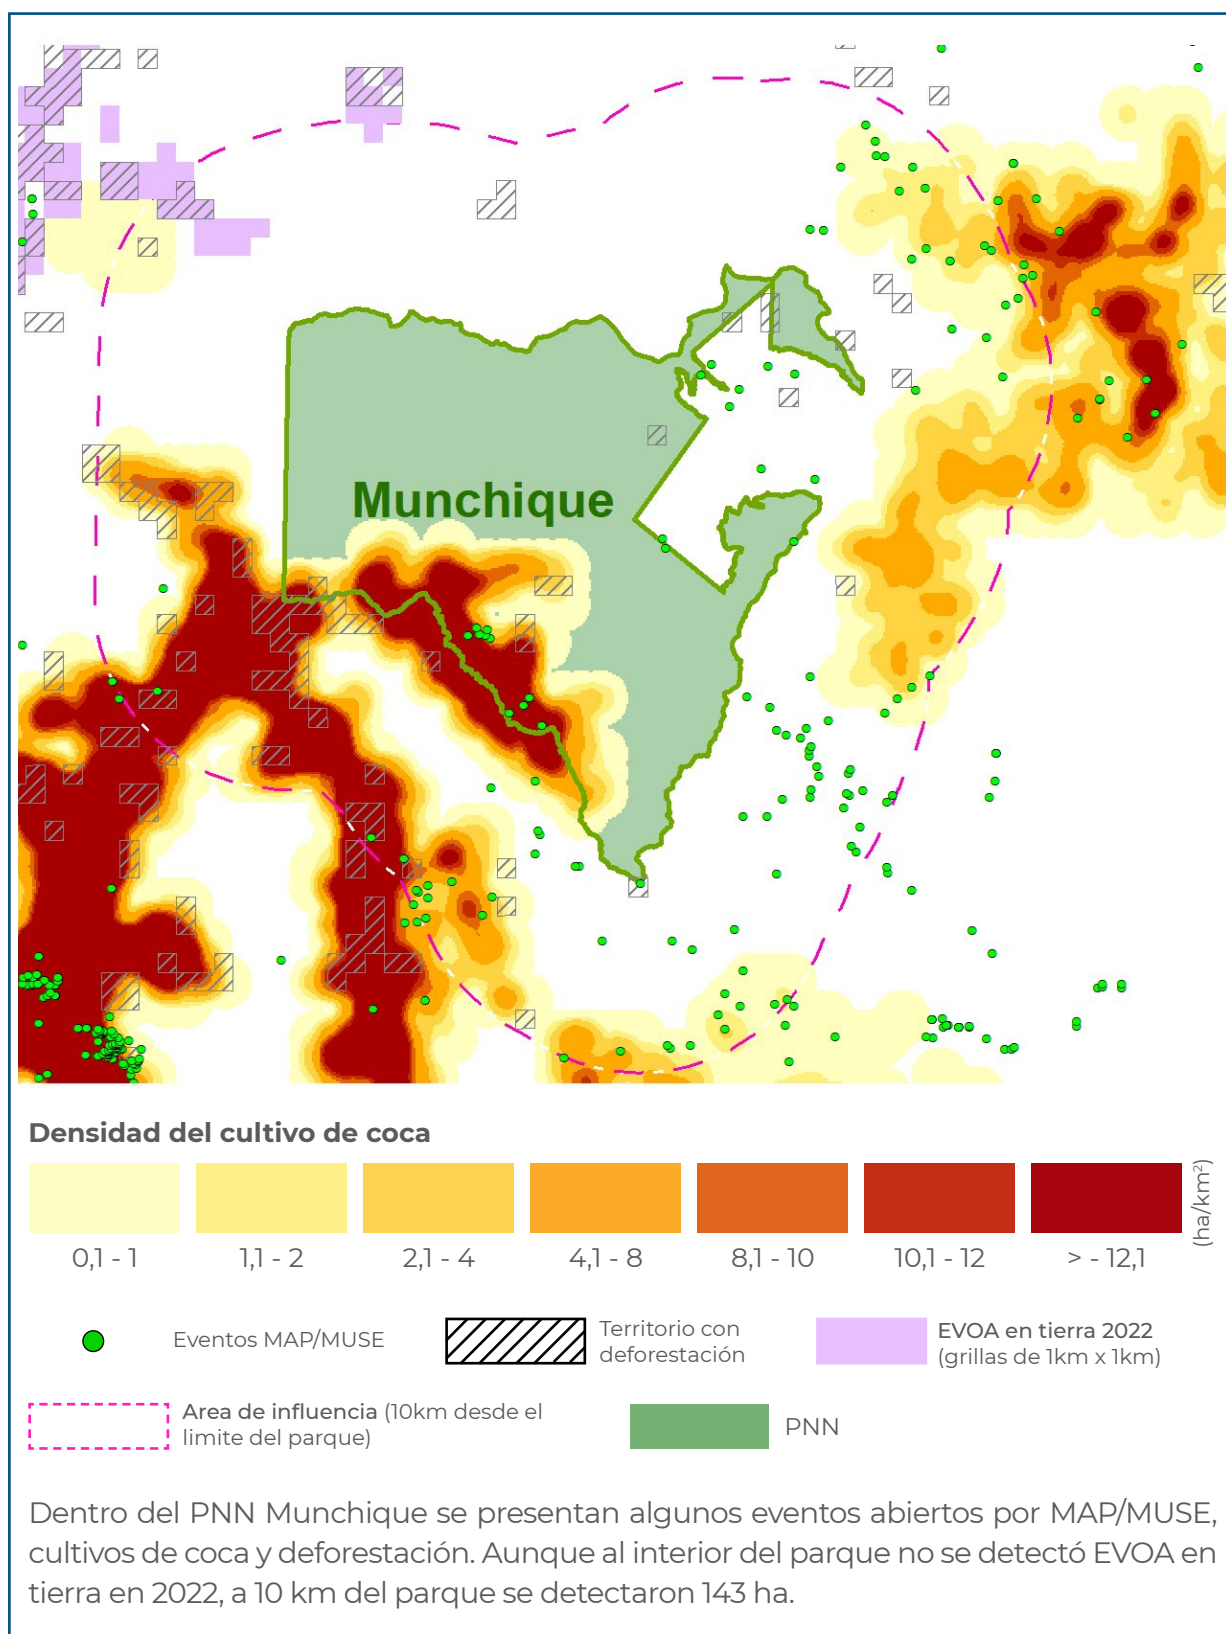 Munchique
Densidad del cultivo de coca
0,1 - 1
1,1 - 2
2,1 - 4
4,1 - 8
8,1 - 10
10,1 - 12
> - 12,1
(ha/km²)
Eventos MAP/MUSE
Territorio con
deforestación
EVOA en tierra 2022
(grillas de 1km x 1km)
Area de influencia (10km desde el
limite del parque)
PNN
Dentro del PNN Munchique se presentan algunos eventos abiertos por MAP/MUSE,
cultivos de coca y deforestación. Aunque al interior del parque no se detectó EVOA en
tierra en 2022, a 10 km del parque se detectaron 143 ha.